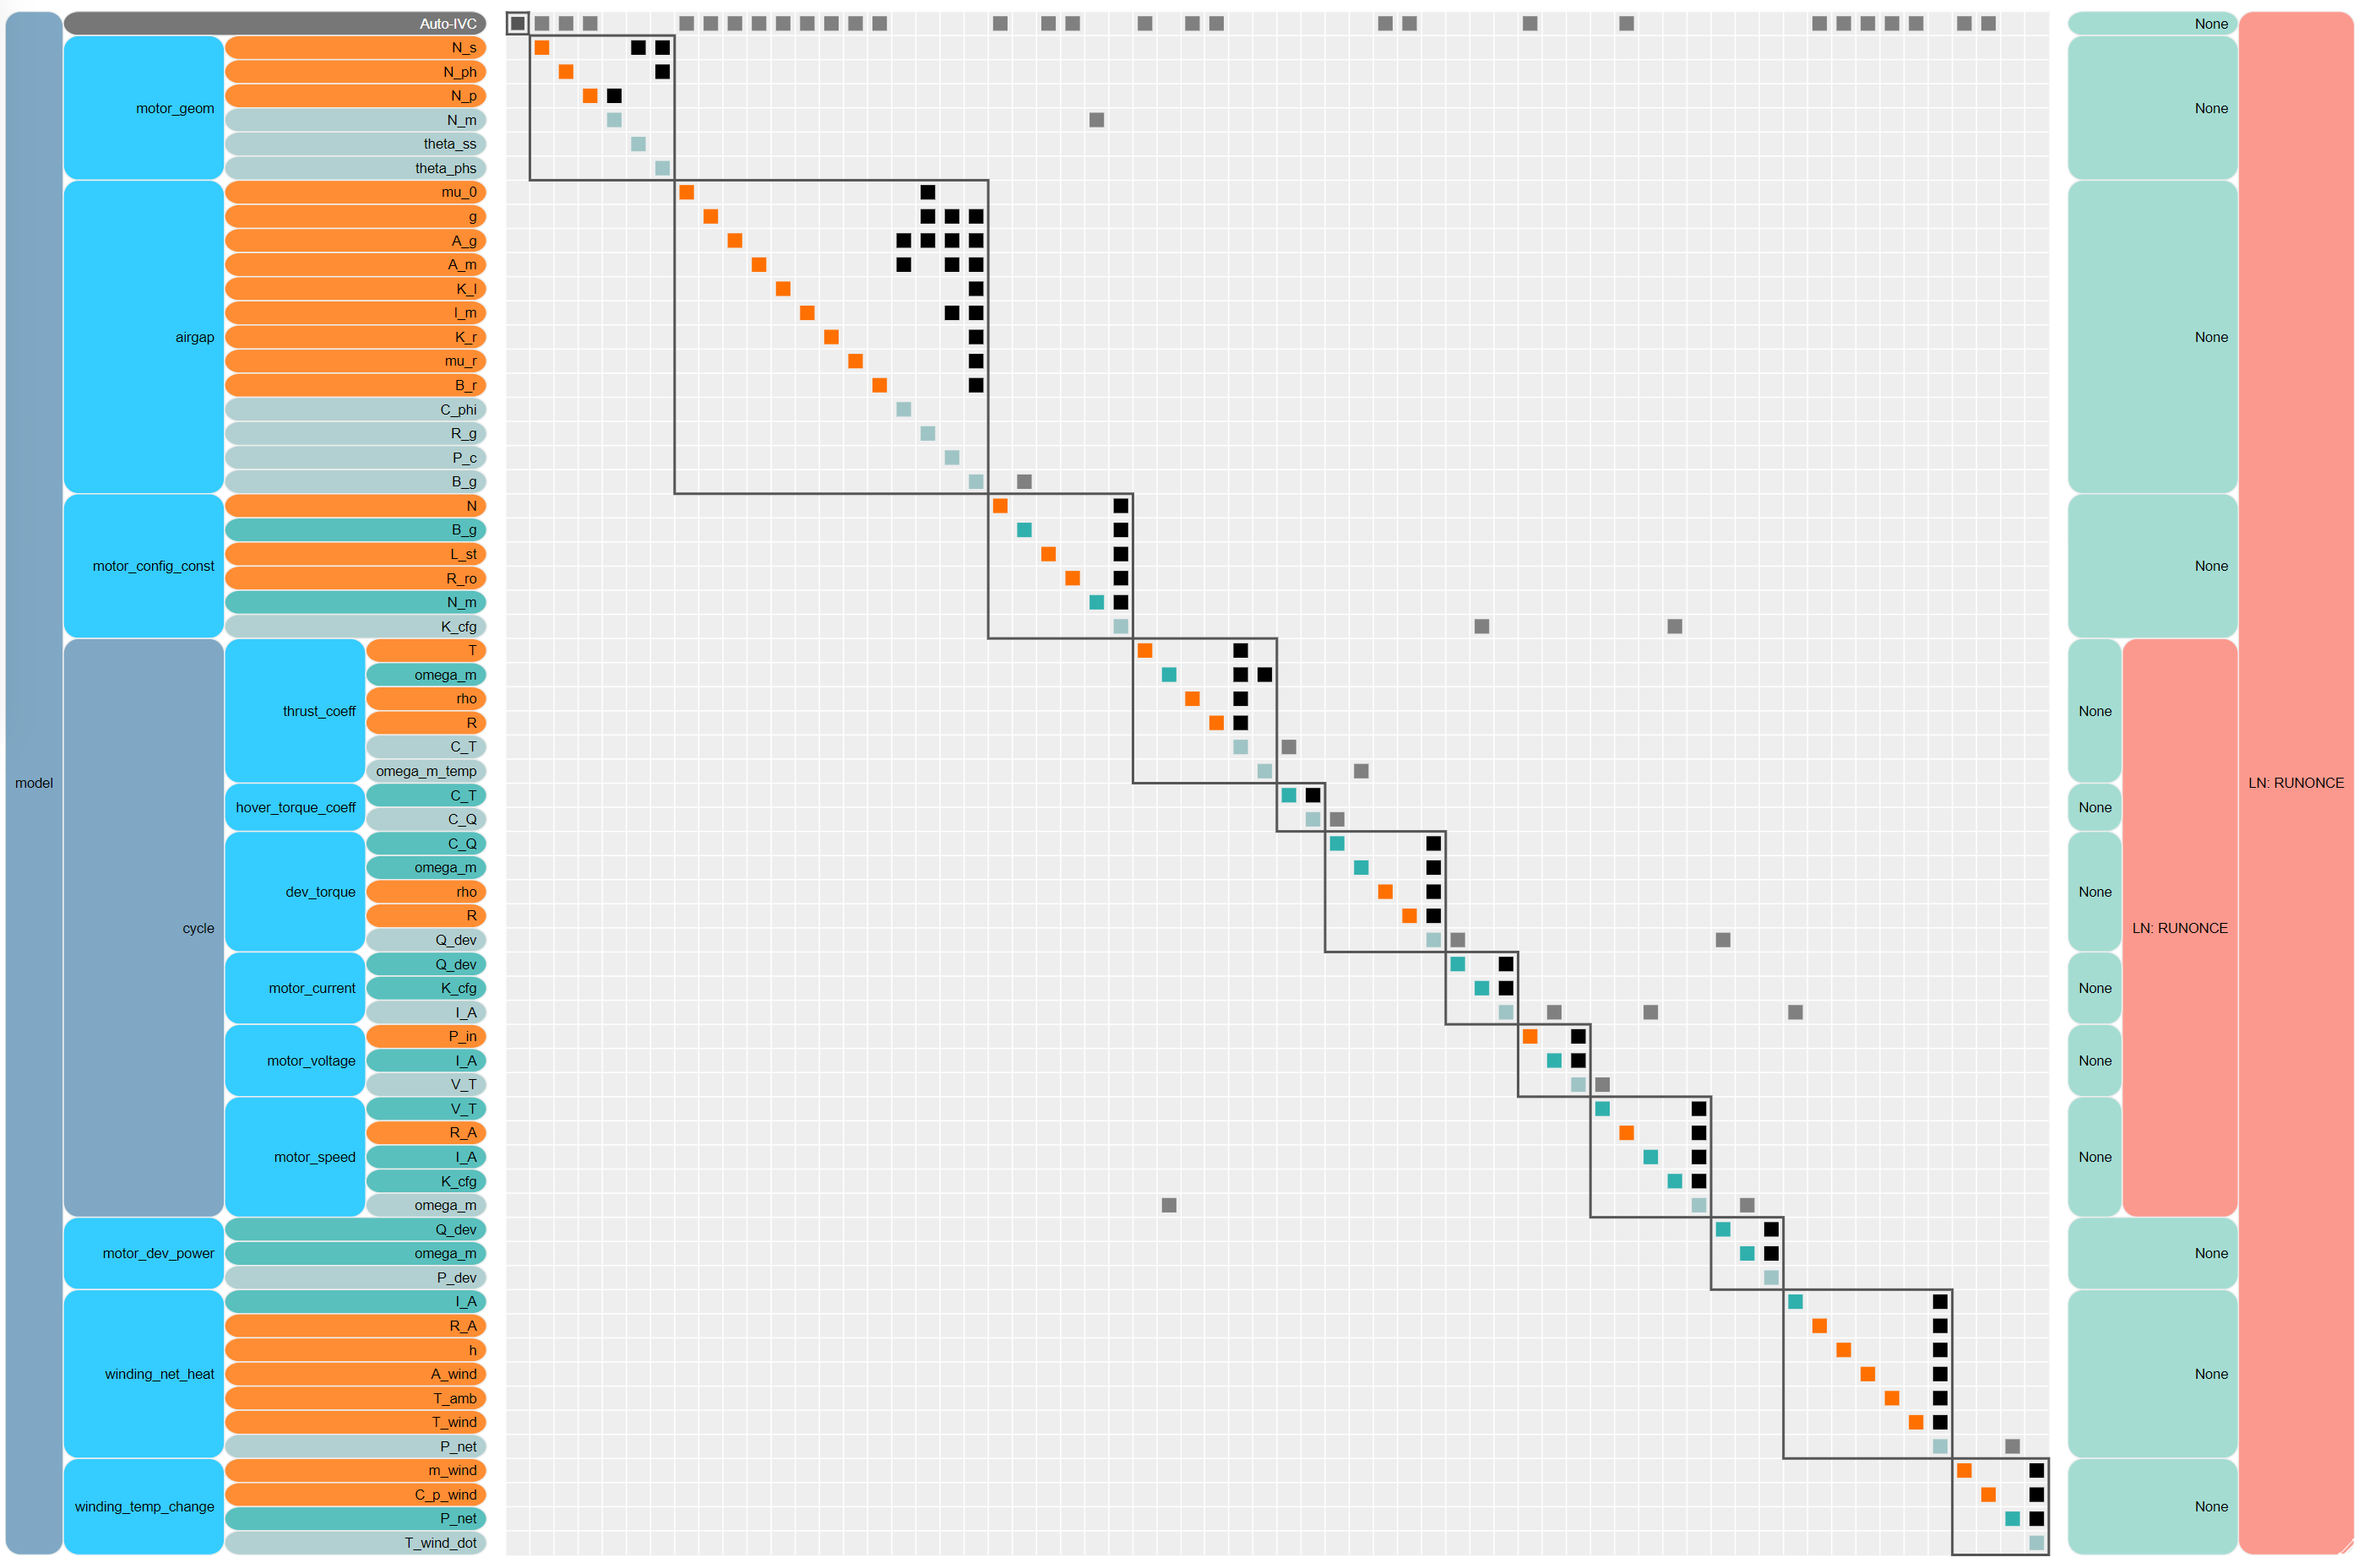 model
Auto-IVC
motor_geom
N_s
N_ph
N_p
N_m
theta_ss
theta_phs
airgap
mu_0
g
A_g
A_m
K_l
l_m
K_r
mu_r
B_r
C_phi
R_g
P_c
B_g
motor_config_const
N
B_g
L_st
R_ro
N_m
K_cfg
cycle
thrust_coeff
T
omega_m
rho
R
C_T
omega_m_temp
hover_torque_coeff
C_T
C_Q
dev_torque
C_Q
omega_m
rho
R
Q_dev
motor_current
Q_dev
K_cfg
I_A
motor_voltage
P_in
I_A
V_T
motor_speed
V_T
R_A
I_A
K_cfg
omega_m
motor_dev_power
Q_dev
omega_m
P_dev
winding_net_heat
I_A
R_A
h
A_wind
T_amb
T_wind
P_net
winding_temp_change
m_wind
C_p_wind
P_net
T_wind_dot
None
None
None
None
None
None
None
None
None
None
LN: RUNONCE
None
None
None
LN: RUNONCE